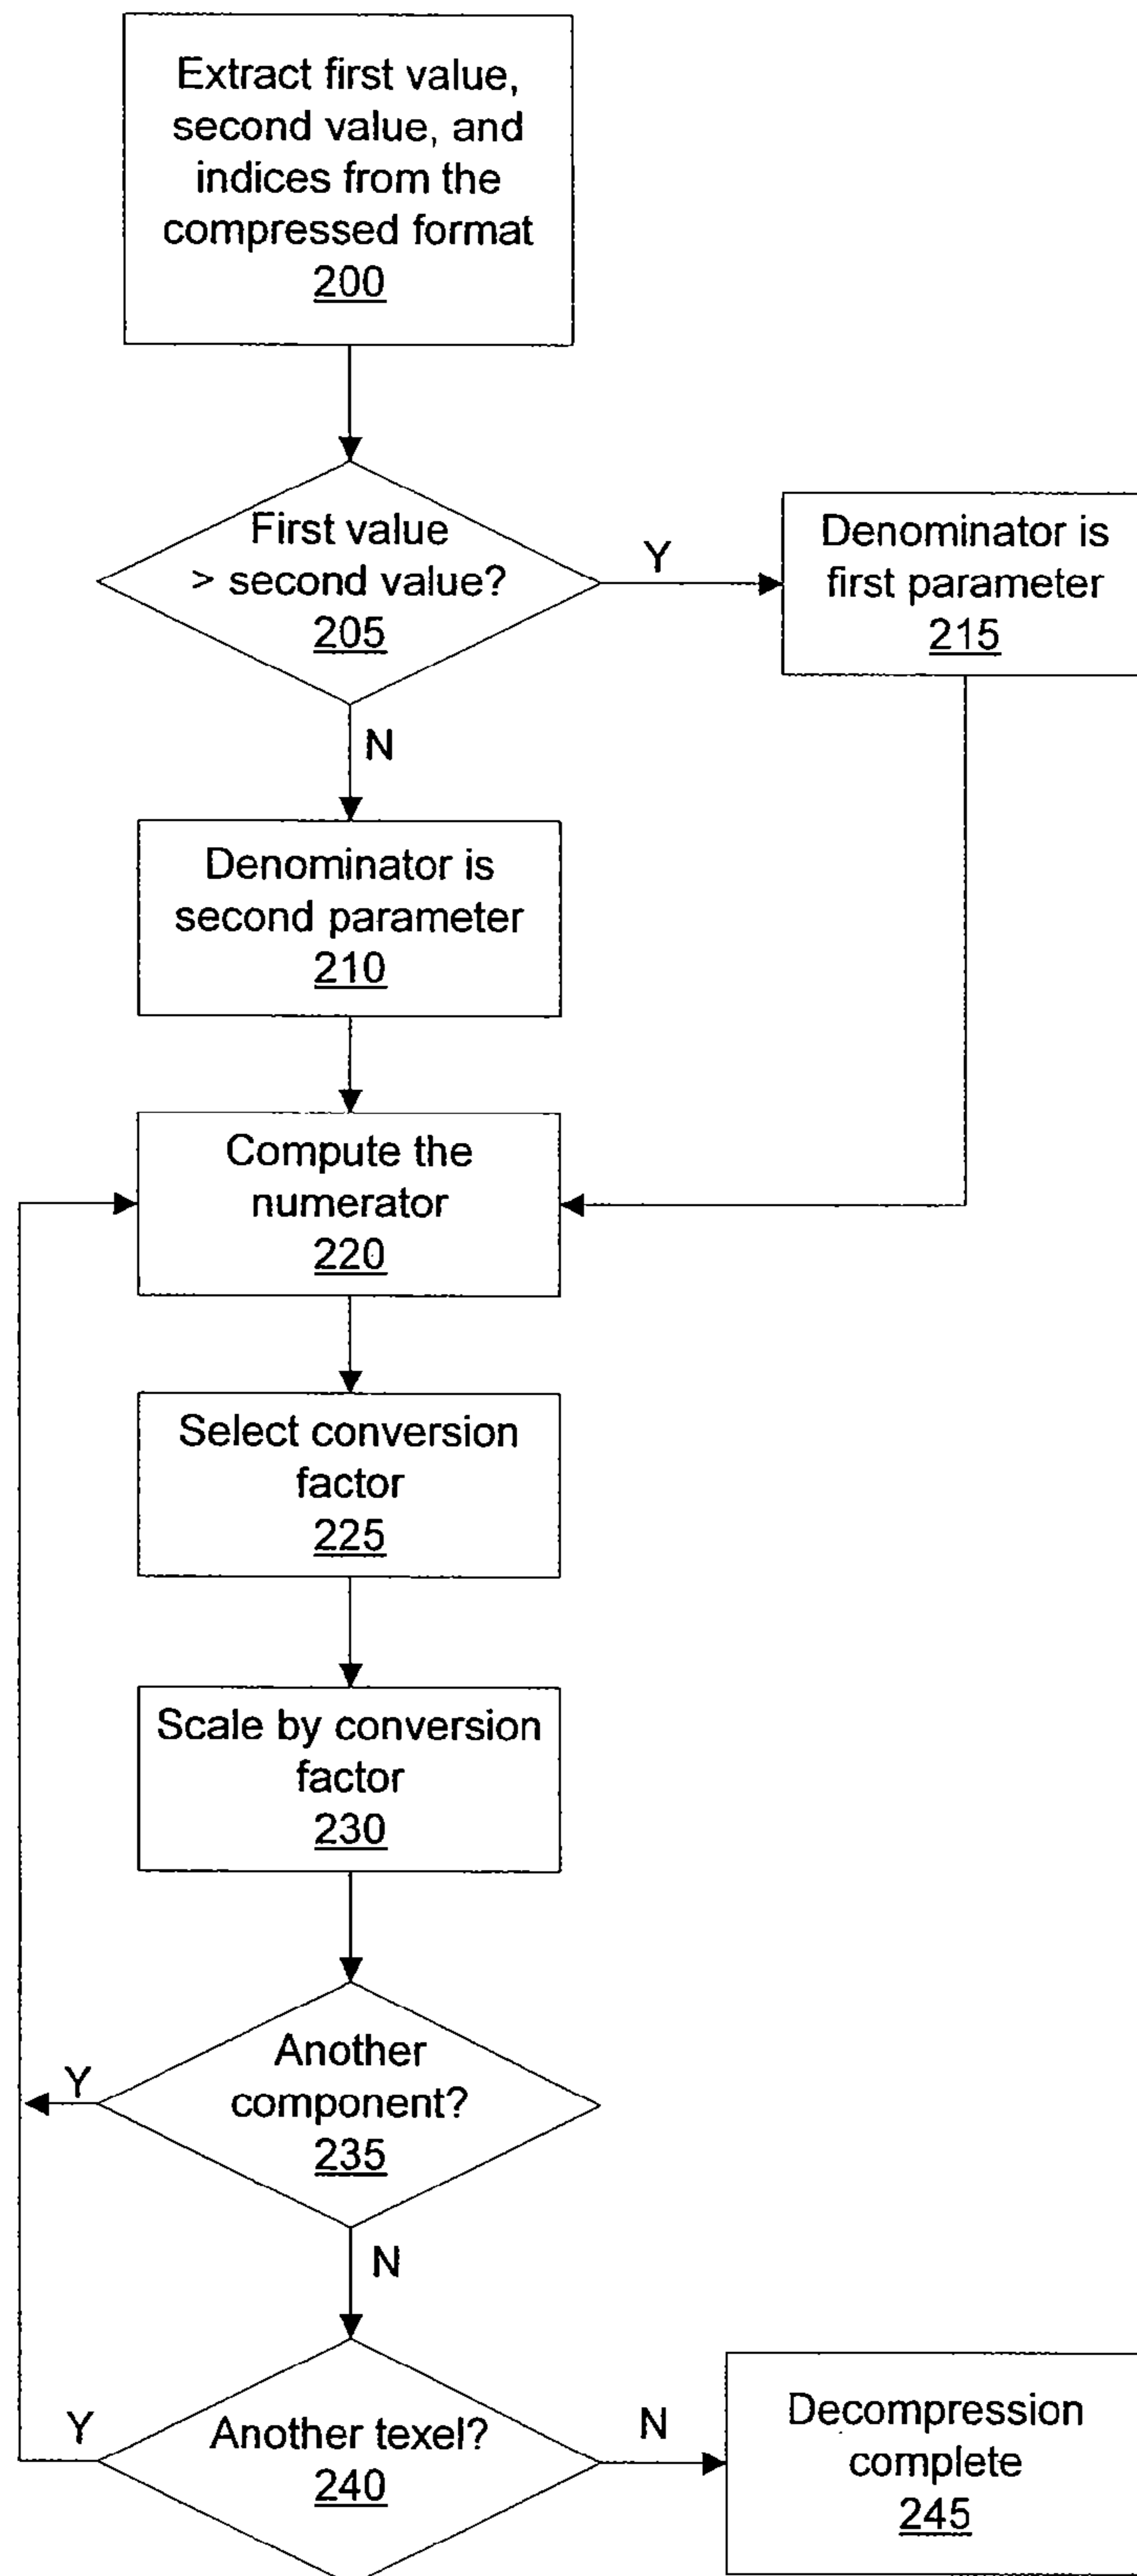 Extract first value,
second value, and
indices from the
compressed format
200
First value
> second value?
205
Y
Denominator is
first parameter
215
N
Denominator is
second parameter
210
Compute the
numerator
220
Select conversion
factor
225
Scale by conversion
factor
230
Another
component?
235
Y
N
Another texel?
240
Y
N
Decompression
complete
245